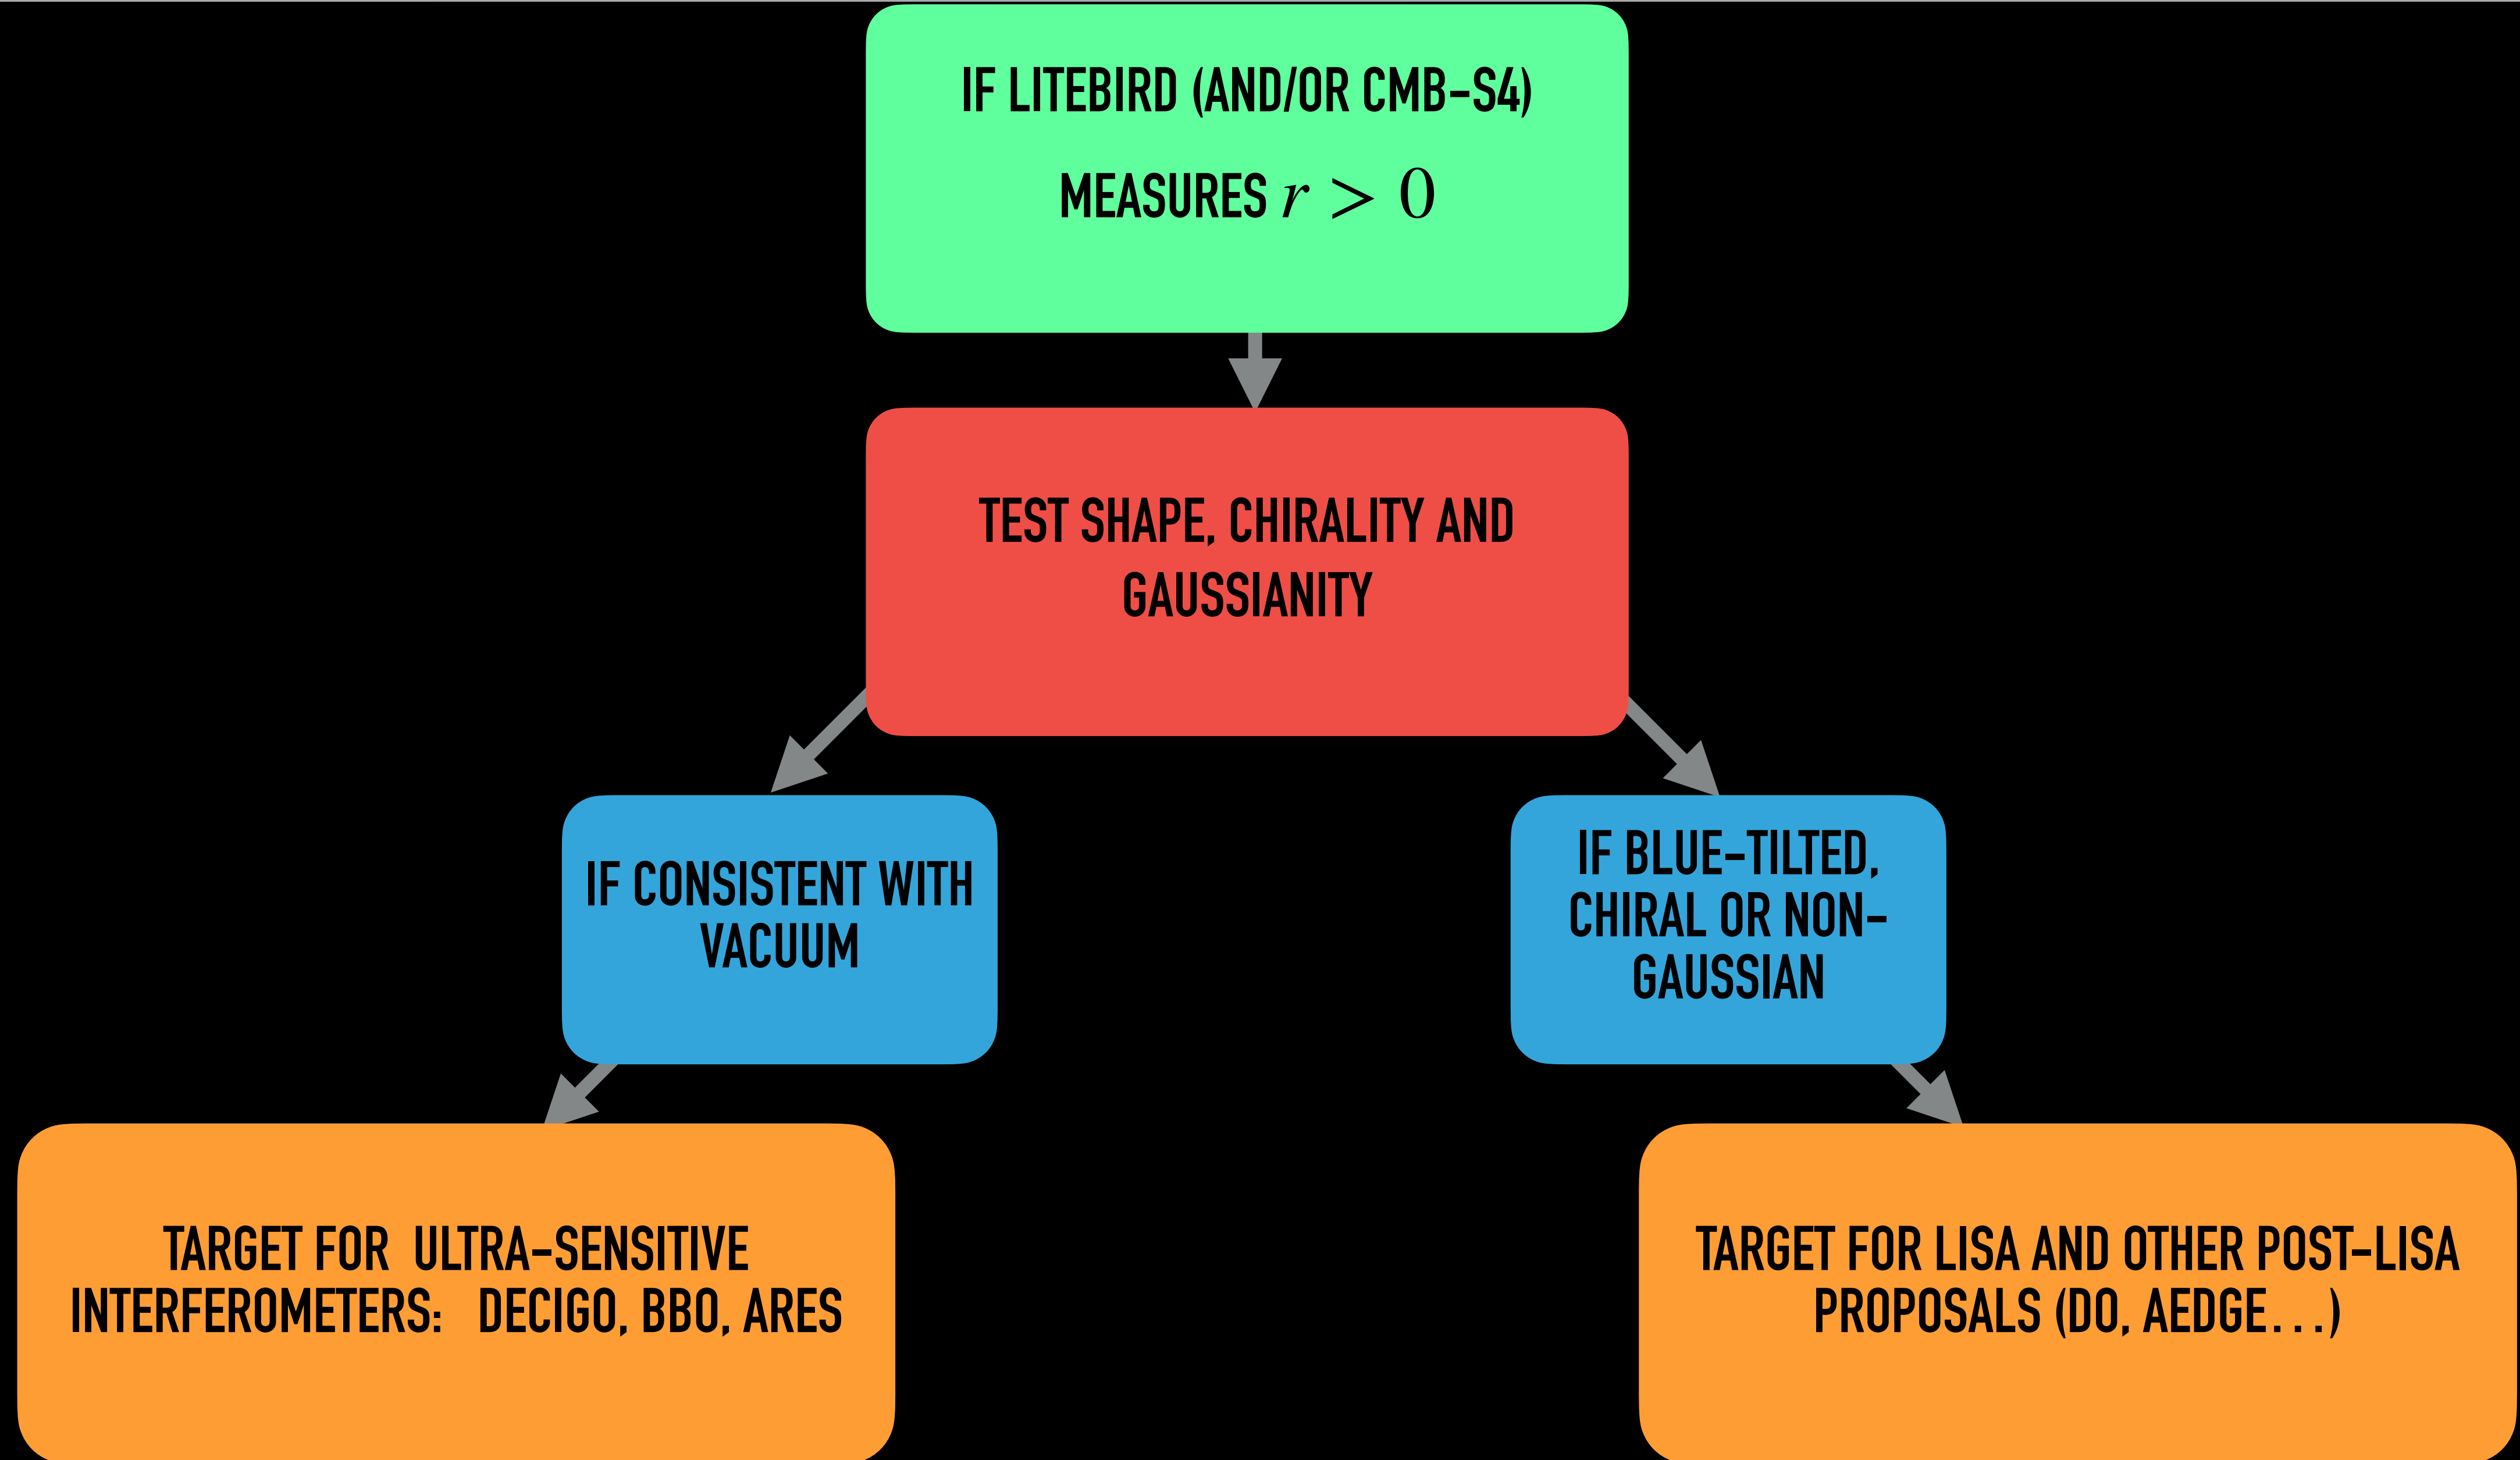 IF LITEBIRD (AND/OR CMB-S4)
MEASURES r > 0
TEST SHAPE, CHIRALITY AND
GAUSSIANITY
IF CONSISTENT WITH
VACUUM
IF BLUE-TILTED,
CHIRAL OR NON-
GAUSSIAN
TARGET FOR ULTRA-SENSITIVE
INTERFEROMETERS: DECIGO, BBO, ARES
TARGET FOR LISA AND OTHER POST-LISA
PROPOSALS (DO, AEDGE...)